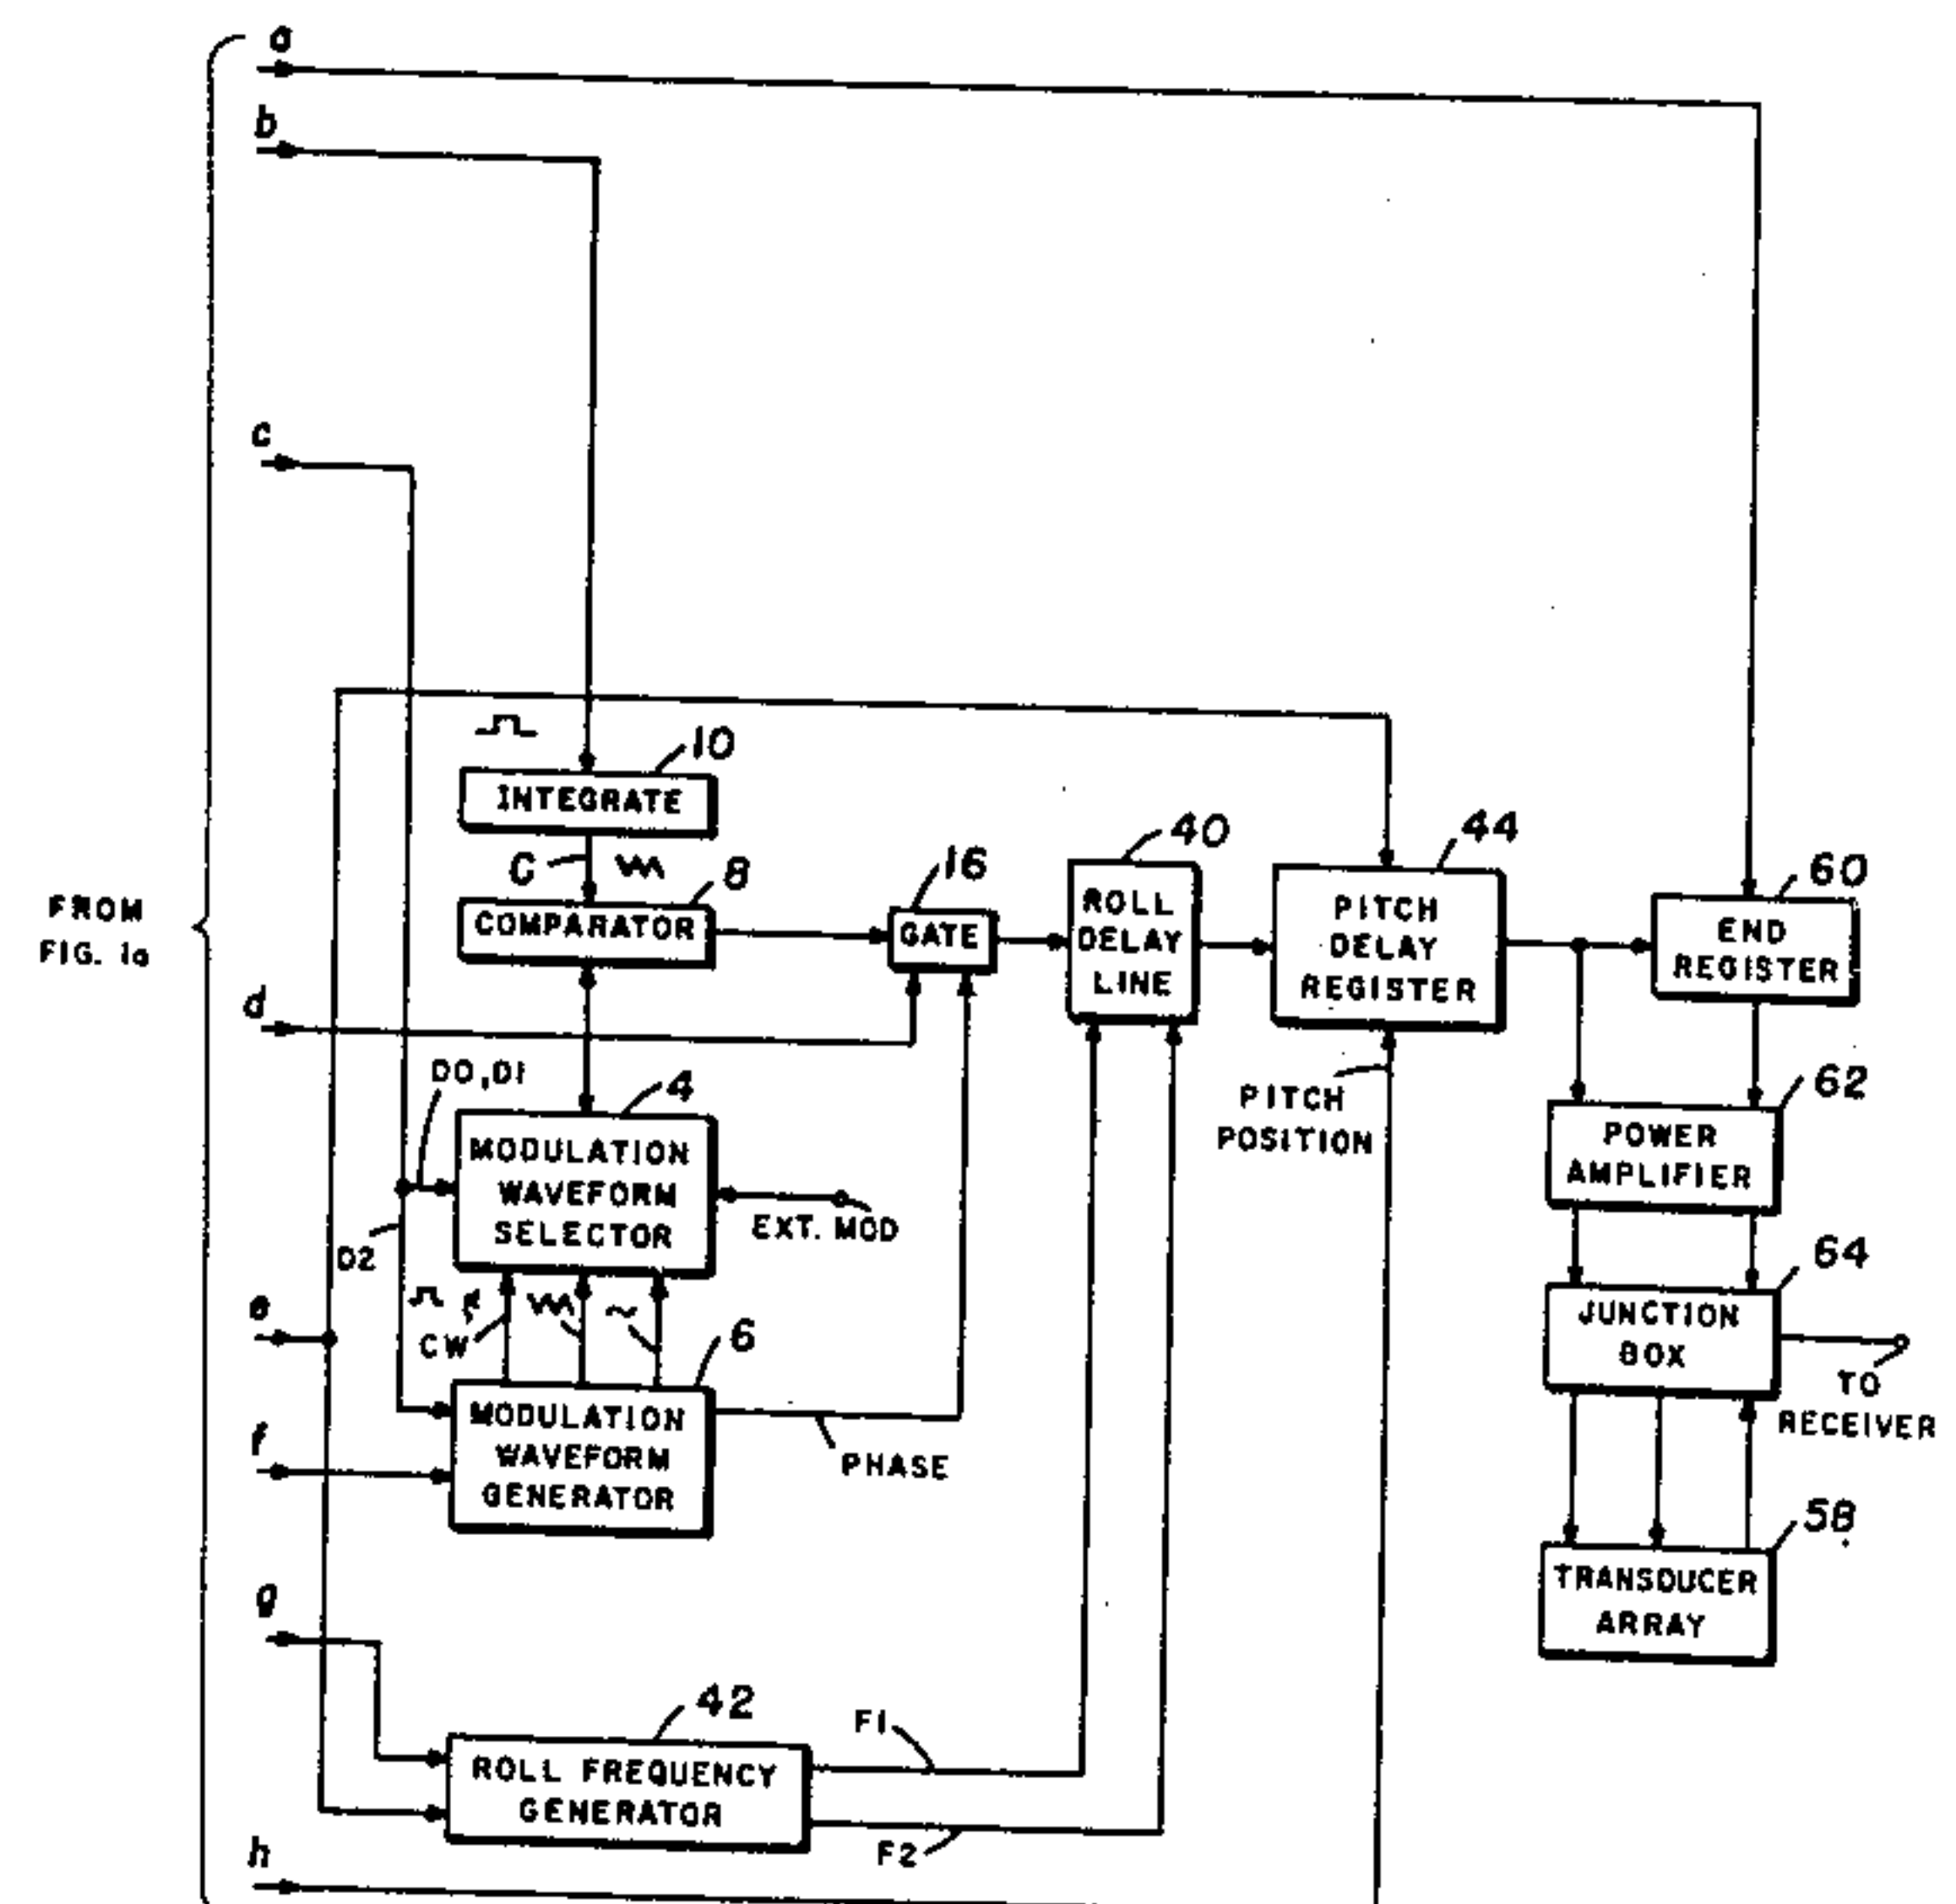 a
b
c
10
INTEGRATE
G
8
COMPARATOR
16
GATE
40
ROLL
DELAY
LINE
44
PITCH
DELAY
REGISTER
60
END
REGISTER
FROM
FIG. 1a
d
D0,D1
4
MODULATION
WAVEFORM
SELECTOR
EXT. MOD
PITCH
POSITION
62
POWER
AMPLIFIER
D2
CW
64
JUNCTION
BOX
TO
RECEIVER
e
6
MODULATION
WAVEFORM
GENERATOR
PHASE
f
58
TRANSDUCER
ARRAY
g
42
ROLL FREQUENCY
GENERATOR
F1
F2
h